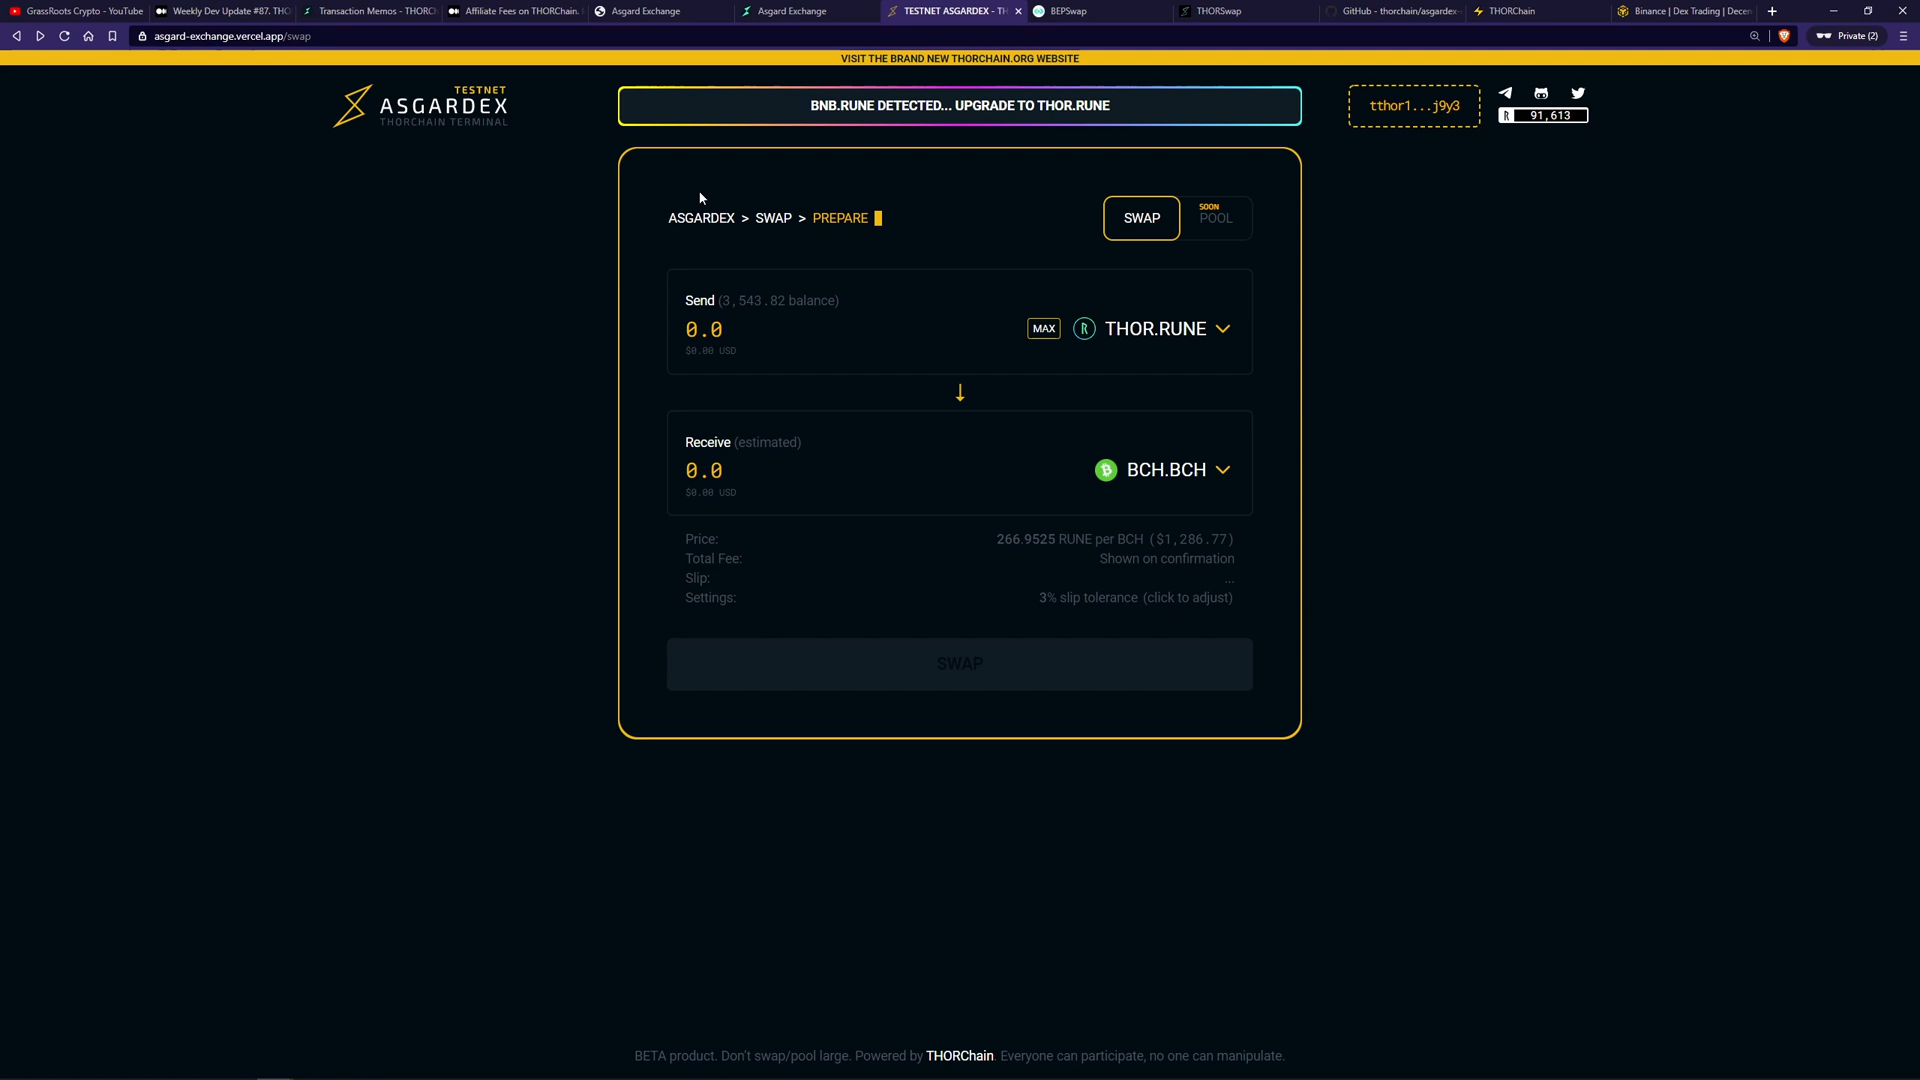 GrassRoots Crypto - YouTube
Weekly Dev Update #87. THO
Transaction Memos - THORCh
Affiliate Fees on THORChain.
Asgard Exchange
Asgard Exchange
TESTNET ASGARDEX - TH
BEPSwap
THORSwap
GitHub - thorchain/asgardex-
THORChain
Binance | Dex Trading | Decen
asgard-exchange.vercel.app/swap
Private (2)
VISIT THE BRAND NEW THORCHAIN.ORG WEBSITE
TESTNET
ASGARDEX
THORCHAIN TERMINAL
BNB.RUNE DETECTED... UPGRADE TO THOR.RUNE
tthor1...j9y3
R 91,613
ASGARDEX > SWAP > PREPARE
SWAP
SOON
POOL
Send (3,543.82 balance)
0.0
MAX
THOR.RUNE
$0.00 USD
Receive (estimated)
0.0
BCH.BCH
$0.00 USD
Price: 266.9525 RUNE per BCH ($1,286.77)
Total Fee: Shown on confirmation
Slip: ...
Settings: 3% slip tolerance (click to adjust)
SWAP
BETA product. Don't swap/pool large. Powered by THORChain. Everyone can participate, no one can manipulate.